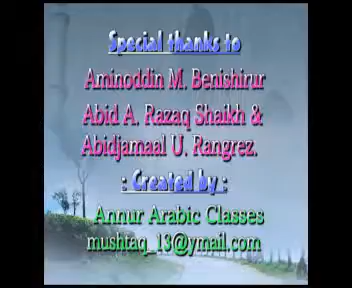 Special thanks to
Aminoddin M. Benishirur
Abid A. Razaq Shaikh &
Abidjamaal U. Rangrez.
: Created by :
Annur Arabic Classes
mushtaq_13@ymail.com